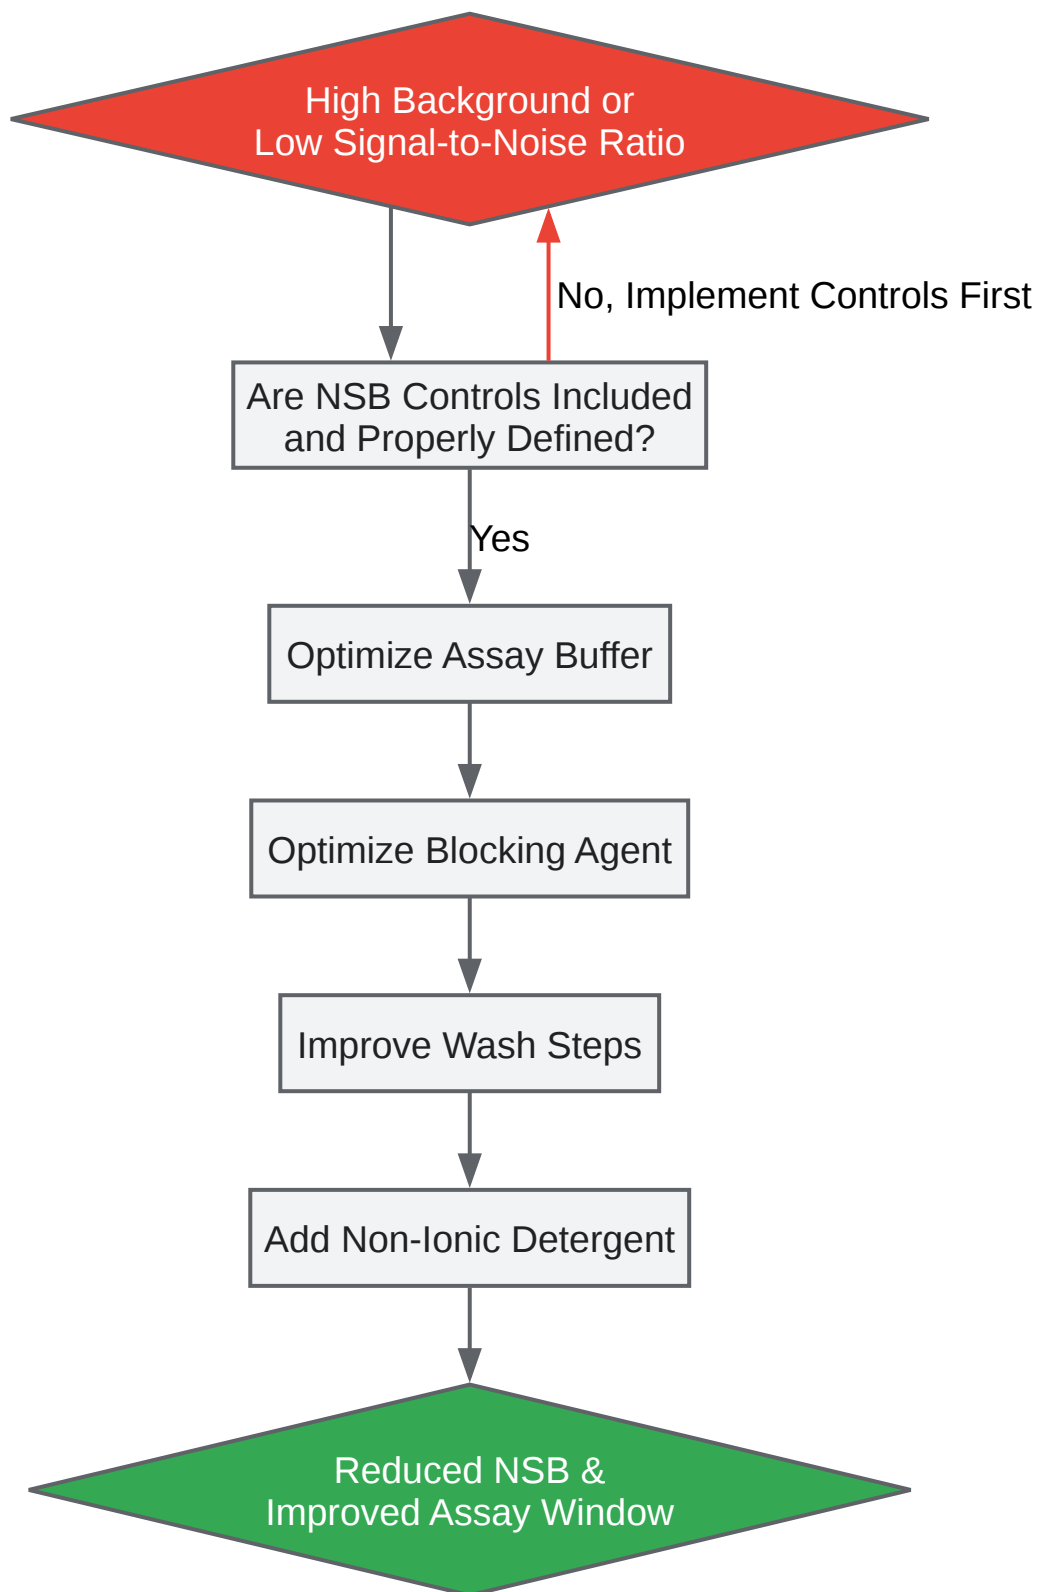 High Background or
Low Signal-to-Noise Ratio
No, Implement Controls First
Are NSB Controls Included
and Properly Defined?
Yes
Optimize Assay Buffer
Optimize Blocking Agent
Improve Wash Steps
Add Non-Ionic Detergent
Reduced NSB &
Improved Assay Window